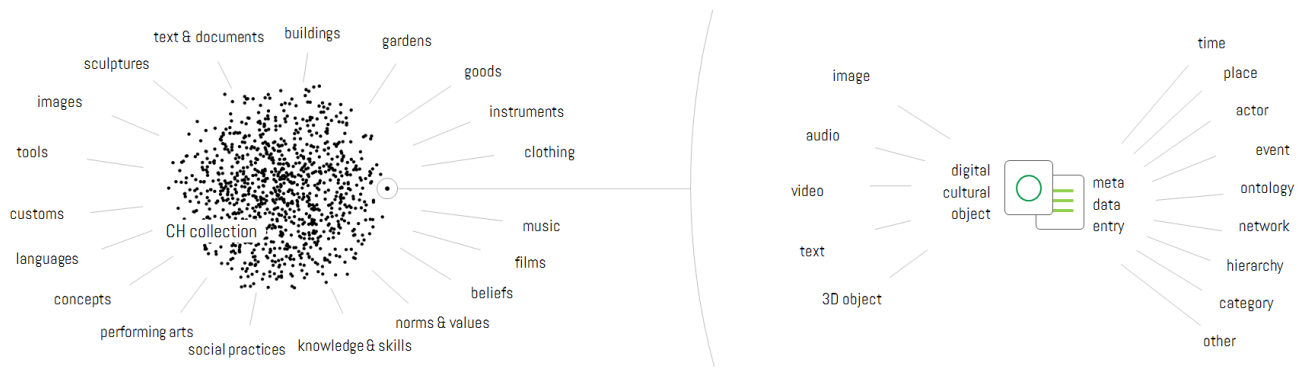 text & documents
buildings
gardens
sculptures
goods
images
instruments
tools
clothing
customs
CH collection
music
languages
films
concepts
beliefs
performing arts
norms & values
social practices
knowledge & skills
image
audio
video
text
3D object
digital
cultural
object
meta
data
entry
time
place
actor
event
ontology
network
hierarchy
category
other